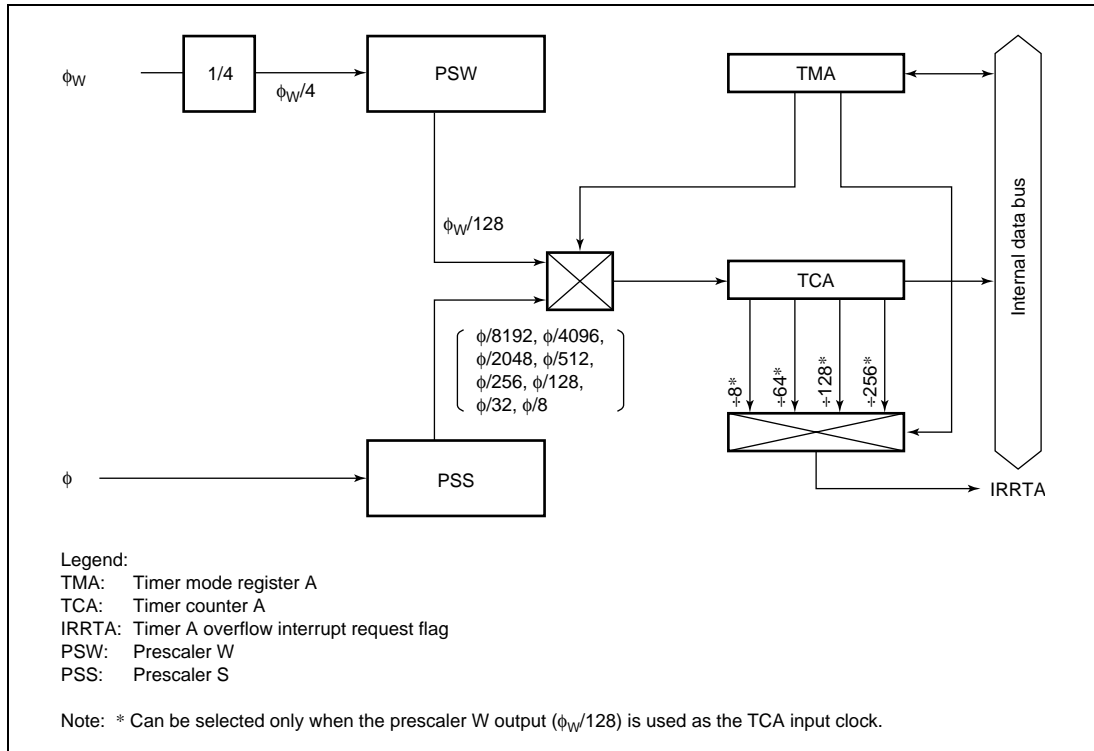 ϕW
1/4
ϕW/4
PSW
TMA
Internal data bus
ϕW/128
TCA
ϕ/8192, ϕ/4096,
ϕ/2048, ϕ/512,
ϕ/256, ϕ/128,
ϕ/32, ϕ/8
÷8*
÷64*
÷128*
÷256*
ϕ
PSS
IRRTA
Legend:
TMA: Timer mode register A
TCA: Timer counter A
IRRTA: Timer A overflow interrupt request flag
PSW: Prescaler W
PSS: Prescaler S
Note: * Can be selected only when the prescaler W output (ϕW/128) is used as the TCA input clock.